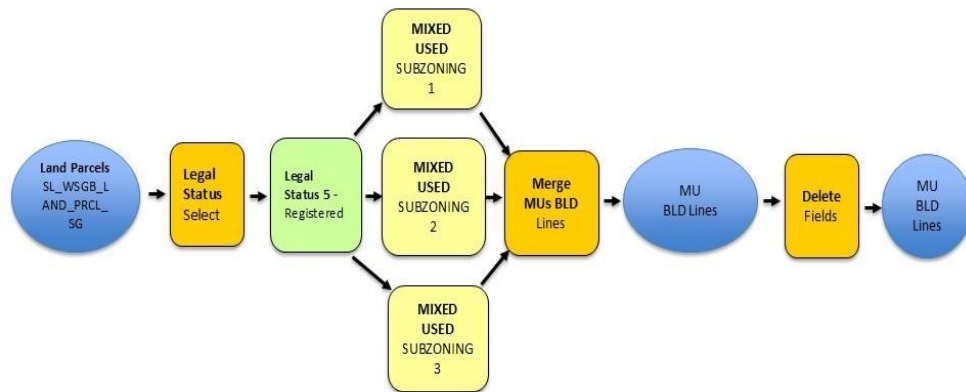 Land Parcels
SL_WSGB_L
AND_PRCL_
SG
Legal
Status
Select
Legal
Status 5 -
Registered
MIXED
USED
SUBZONING
1
MIXED
USED
SUBZONING
2
MIXED
USED
SUBZONING
3
Merge
MUs BLD
Lines
MU
BLD Lines
Delete
Fields
MU
BLD
Lines